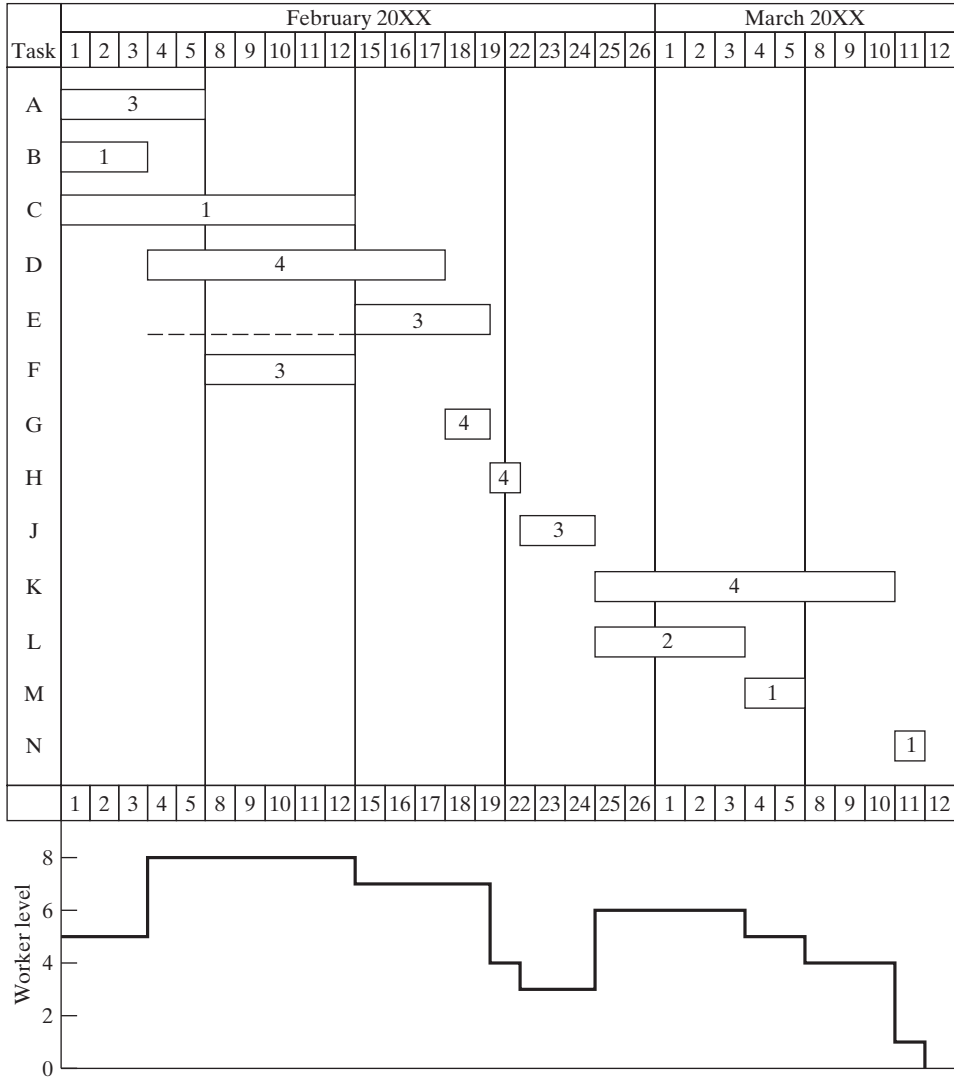 February 20XX March 20XX
Task 1 2 3 4 5 8 9 10 11 12 15 16 17 18 19 22 23 24 25 26 1 2 3 4 5 8 9 10 11 12
A 3
B 1
C 1
D 4
E 3
F 3
G 4
H 4
J 3
K 4
L 2
M 1
N 1
1 2 3 4 5 8 9 10 11 12 15 16 17 18 19 22 23 24 25 26 1 2 3 4 5 8 9 10 11 12
Worker level
8
6
4
2
0